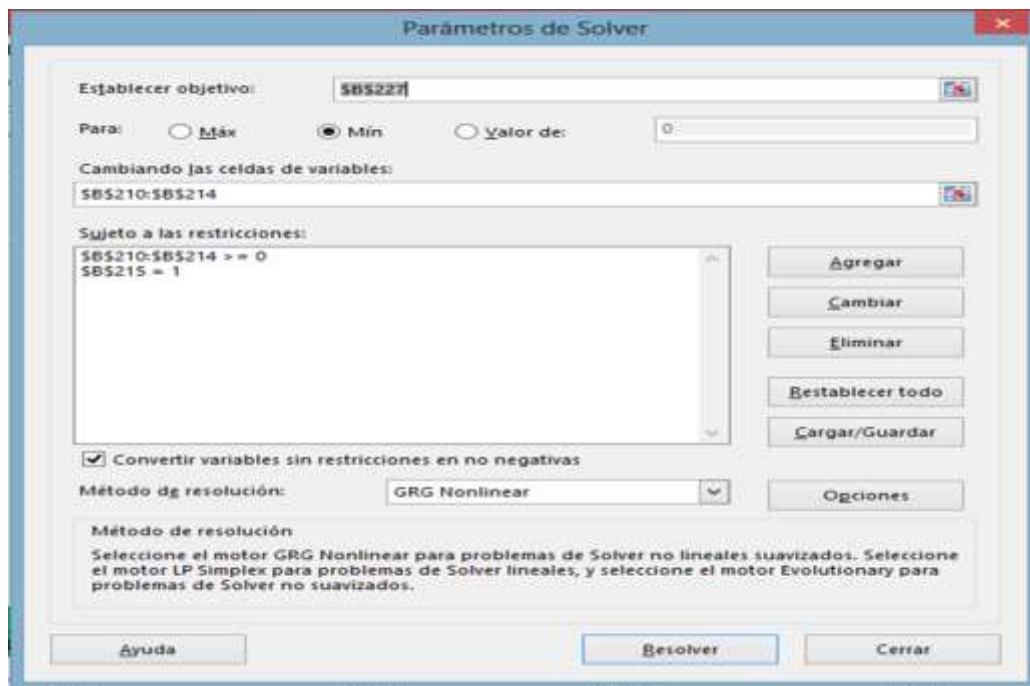 Parámetros de Solver
Establecer objetivo: $B$227
Para: Máx Mín Valor de: 0
Cambiando las celdas de variables:
$B$210:$B$214
Sujeto a las restricciones:
$B$210:$B$214 >= 0
$B$215 = 1
Agregar
Cambiar
Eliminar
Restablecer todo
Cargar/Guardar
Convertir variables sin restricciones en no negativas
Método de resolución: GRG Nonlinear
Opciones
Método de resolución
Seleccione el motor GRG Nonlinear para problemas de Solver no lineales suavizados. Seleccione
el motor LP Simplex para problemas de Solver lineales, y seleccione el motor Evolutionary para
problemas de Solver no suavizados.
Ayuda Resolver Cerrar